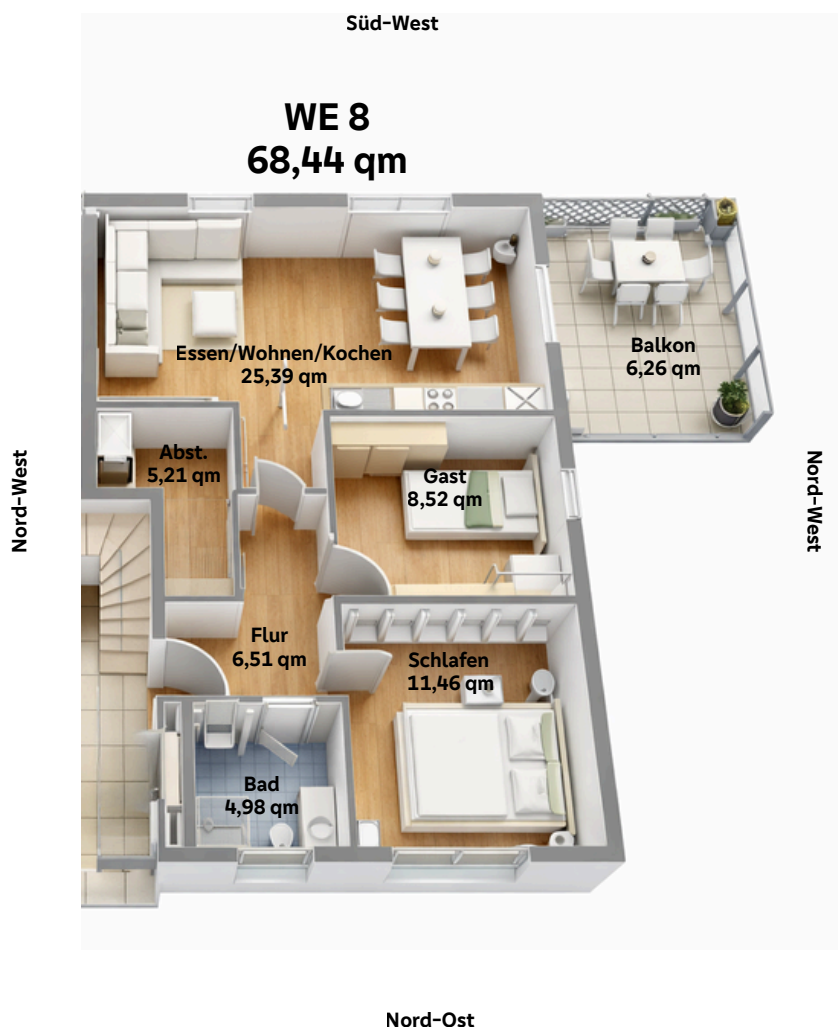 Süd-West
WE 8
68,44 qm
Essen/Wohnen/Kochen
25,39 qm
Balkon
6,26 qm
Abst.
5,21 qm
Gast
8,52 qm
Nord-West
Nord-West
Flur
6,51 qm
Schlafen
11,46 qm
Bad
4,98 qm
Nord-Ost